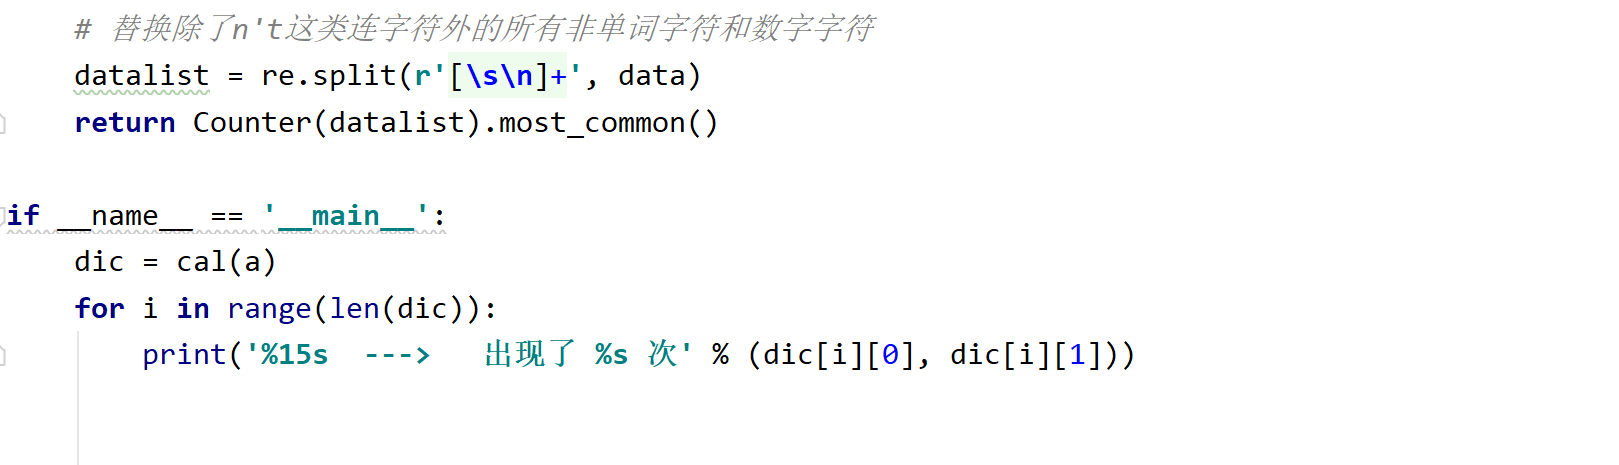 # 替换除了n't这类连字符外的所有非单词字符和数字字符
datalist = re.split(r'[\s\n]+', data)
return Counter(datalist).most_common()
if __name__ == '__main__':
dic = cal(a)
for i in range(len(dic)):
print('%15s  --->   出现了 %s 次' % (dic[i][0], dic[i][1]))